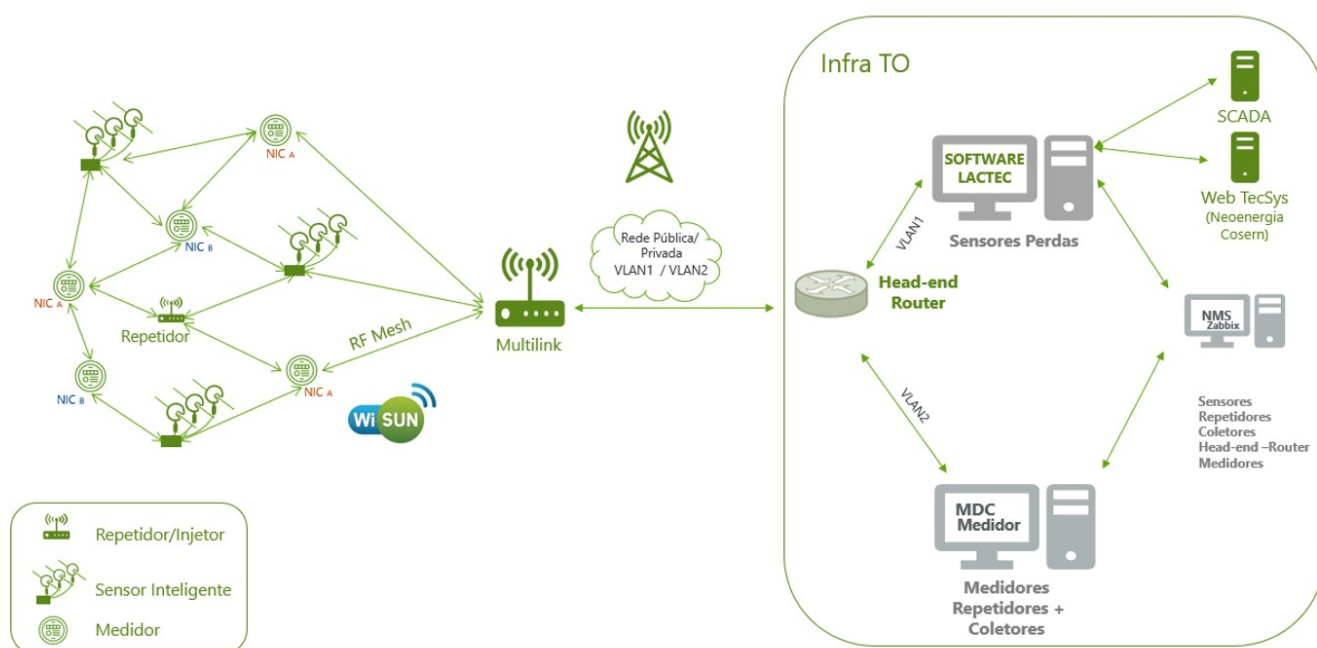 Infra TO
SCADA
SOFTWARE
LACTEC
Web TecSys
(Neoenergia
Cosern)
Sensores Perdas
VLAN1
NIC A
NIC B
Rede Pública/
Privada
VLAN1 / VLAN2
Head-end
Router
NIC A
Repetidor
RF Mesh
Multilink
NMS
Zabbix
NIC B
NIC A
Wi SUN
VLAN2
Sensores
Repetidores
Coletores
Head-end –Router
Medidores
MDC
Medidor
Medidores
Repetidores +
Coletores
Repetidor/Injetor
Sensor Inteligente
Medidor